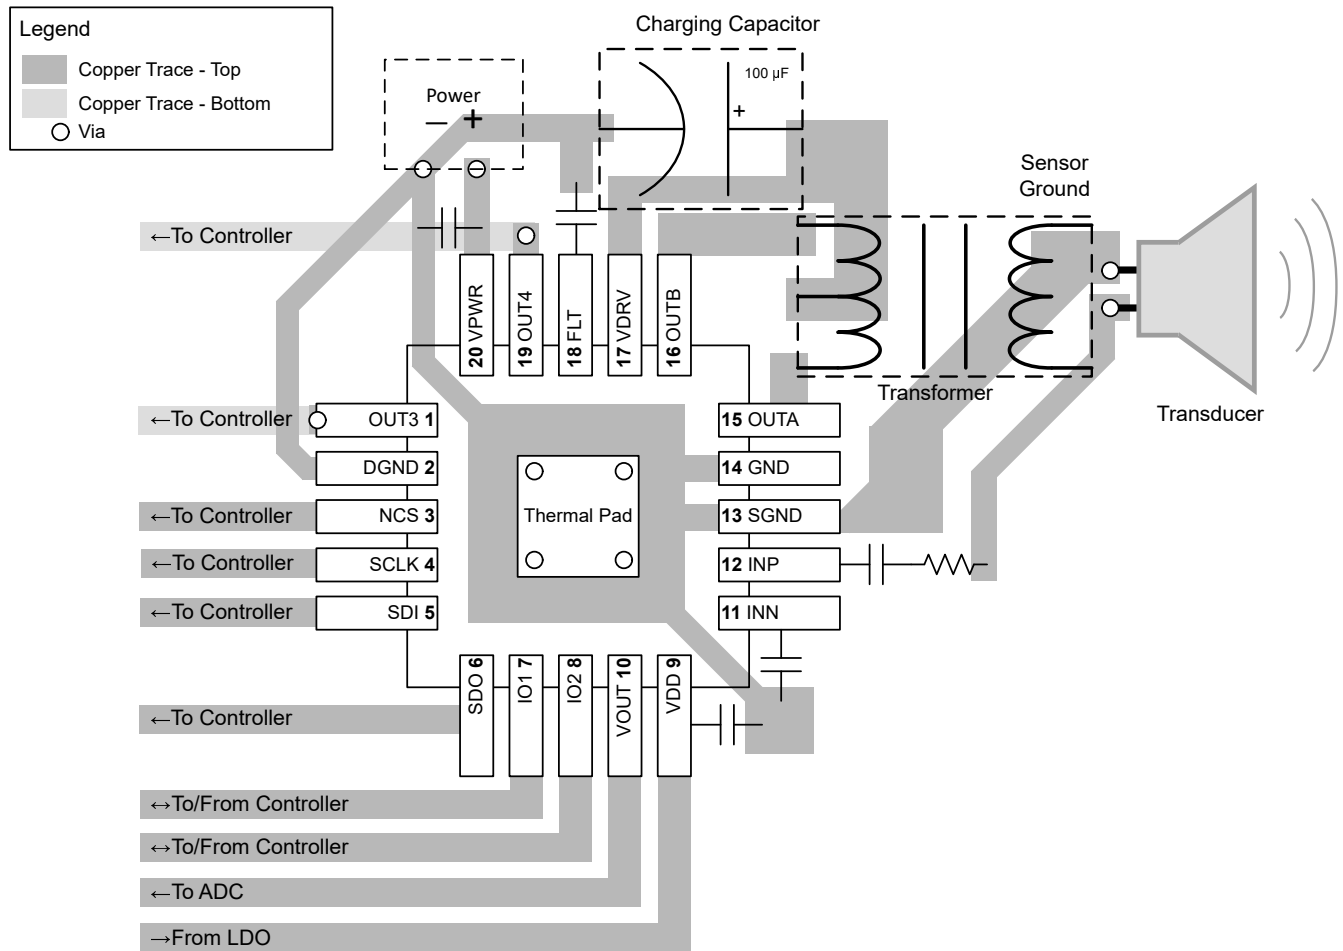 Legend
Copper Trace - Top
Copper Trace - Bottom
Via
Charging Capacitor
100 µF
+
Power
— +
Sensor
Ground
←To Controller
20 VPWR
19 OUT4
18 FLT
17 VDRV
16 OUTB
Transformer
Transducer
←To Controller
OUT3 1
15 OUTA
DGND 2
14 GND
←To Controller
NCS 3
Thermal Pad
13 SGND
←To Controller
SCLK 4
12 INP
←To Controller
SDI 5
11 INN
SDO 6
IO1 7
IO2 8
VOUT 10
VDD 9
←To Controller
↔To/From Controller
↔To/From Controller
←To ADC
→From LDO